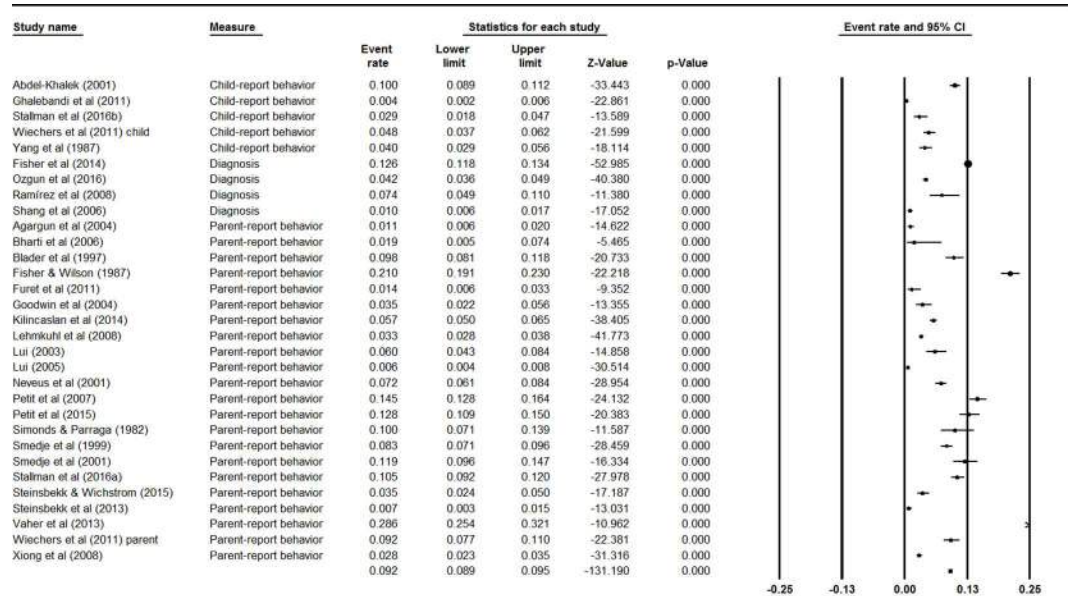 Study name Measure Statistics for each study Event rate and 95% CI
Event rate Lower limit Upper limit Z-Value p-Value
Abdel-Khalek (2001) Child-report behavior 0.100 0.089 0.112 -33.443 0.000
Ghalebandi et al (2011) Child-report behavior 0.004 0.002 0.006 -22.861 0.000
Stallman et al (2016b) Child-report behavior 0.029 0.018 0.047 -13.589 0.000
Wiechers et al (2011) child Child-report behavior 0.048 0.037 0.062 -21.599 0.000
Yang et al (1987) Child-report behavior 0.040 0.029 0.056 -18.114 0.000
Fisher et al (2014) Diagnosis 0.126 0.118 0.134 -52.985 0.000
Ozgun et al (2016) Diagnosis 0.042 0.036 0.049 -40.380 0.000
Ramírez et al (2008) Diagnosis 0.074 0.049 0.110 -11.380 0.000
Shang et al (2006) Diagnosis 0.010 0.006 0.017 -17.052 0.000
Agargun et al (2004) Parent-report behavior 0.011 0.006 0.020 -14.622 0.000
Bharti et al (2006) Parent-report behavior 0.019 0.005 0.074 -5.465 0.000
Blader et al (1997) Parent-report behavior 0.098 0.081 0.118 -20.733 0.000
Fisher & Wilson (1987) Parent-report behavior 0.210 0.191 0.230 -22.218 0.000
Furet et al (2011) Parent-report behavior 0.014 0.006 0.033 -9.352 0.000
Goodwin et al (2004) Parent-report behavior 0.035 0.022 0.056 -13.355 0.000
Kilincaslan et al (2014) Parent-report behavior 0.057 0.050 0.065 -38.405 0.000
Lehmkuhl et al (2008) Parent-report behavior 0.033 0.028 0.038 -41.773 0.000
Lui (2003) Parent-report behavior 0.060 0.043 0.084 -14.858 0.000
Lui (2005) Parent-report behavior 0.006 0.004 0.008 -30.514 0.000
Neveus et al (2001) Parent-report behavior 0.072 0.061 0.084 -28.954 0.000
Petit et al (2007) Parent-report behavior 0.145 0.128 0.164 -24.132 0.000
Petit et al (2015) Parent-report behavior 0.128 0.109 0.150 -20.383 0.000
Simonds & Parraga (1982) Parent-report behavior 0.100 0.071 0.139 -11.587 0.000
Smedje et al (1999) Parent-report behavior 0.083 0.071 0.096 -28.459 0.000
Smedje et al (2001) Parent-report behavior 0.119 0.096 0.147 -16.334 0.000
Stallman et al (2016a) Parent-report behavior 0.105 0.092 0.120 -27.978 0.000
Steinsbekk & Wichstrom (2015) Parent-report behavior 0.035 0.024 0.050 -17.187 0.000
Steinsbekk et al (2013) Parent-report behavior 0.007 0.003 0.015 -13.031 0.000
Vaher et al (2013) Parent-report behavior 0.286 0.254 0.321 -10.962 0.000
Wiechers et al (2011) parent Parent-report behavior 0.092 0.077 0.110 -22.381 0.000
Xiong et al (2008) Parent-report behavior 0.028 0.023 0.035 -31.316 0.000
0.092 0.089 0.095 -131.190 0.000
-0.25 -0.13 0.00 0.13 0.25